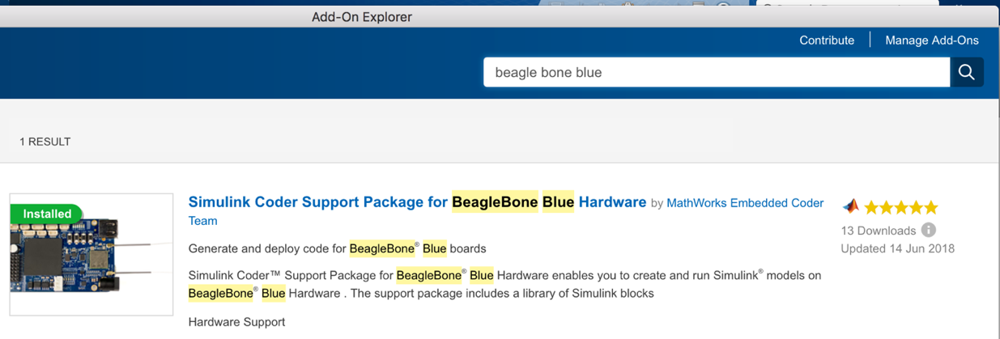 Add-On Explorer
Contribute
Manage Add-Ons
beagle bone blue
1 RESULT
Installed
Simulink Coder Support Package for BeagleBone Blue Hardware by MathWorks Embedded Coder
Team
Generate and deploy code for BeagleBone® Blue boards
Simulink Coder™ Support Package for BeagleBone® Blue Hardware enables you to create and run Simulink® models on
BeagleBone® Blue Hardware . The support package includes a library of Simulink blocks
Hardware Support
13 Downloads
Updated 14 Jun 2018